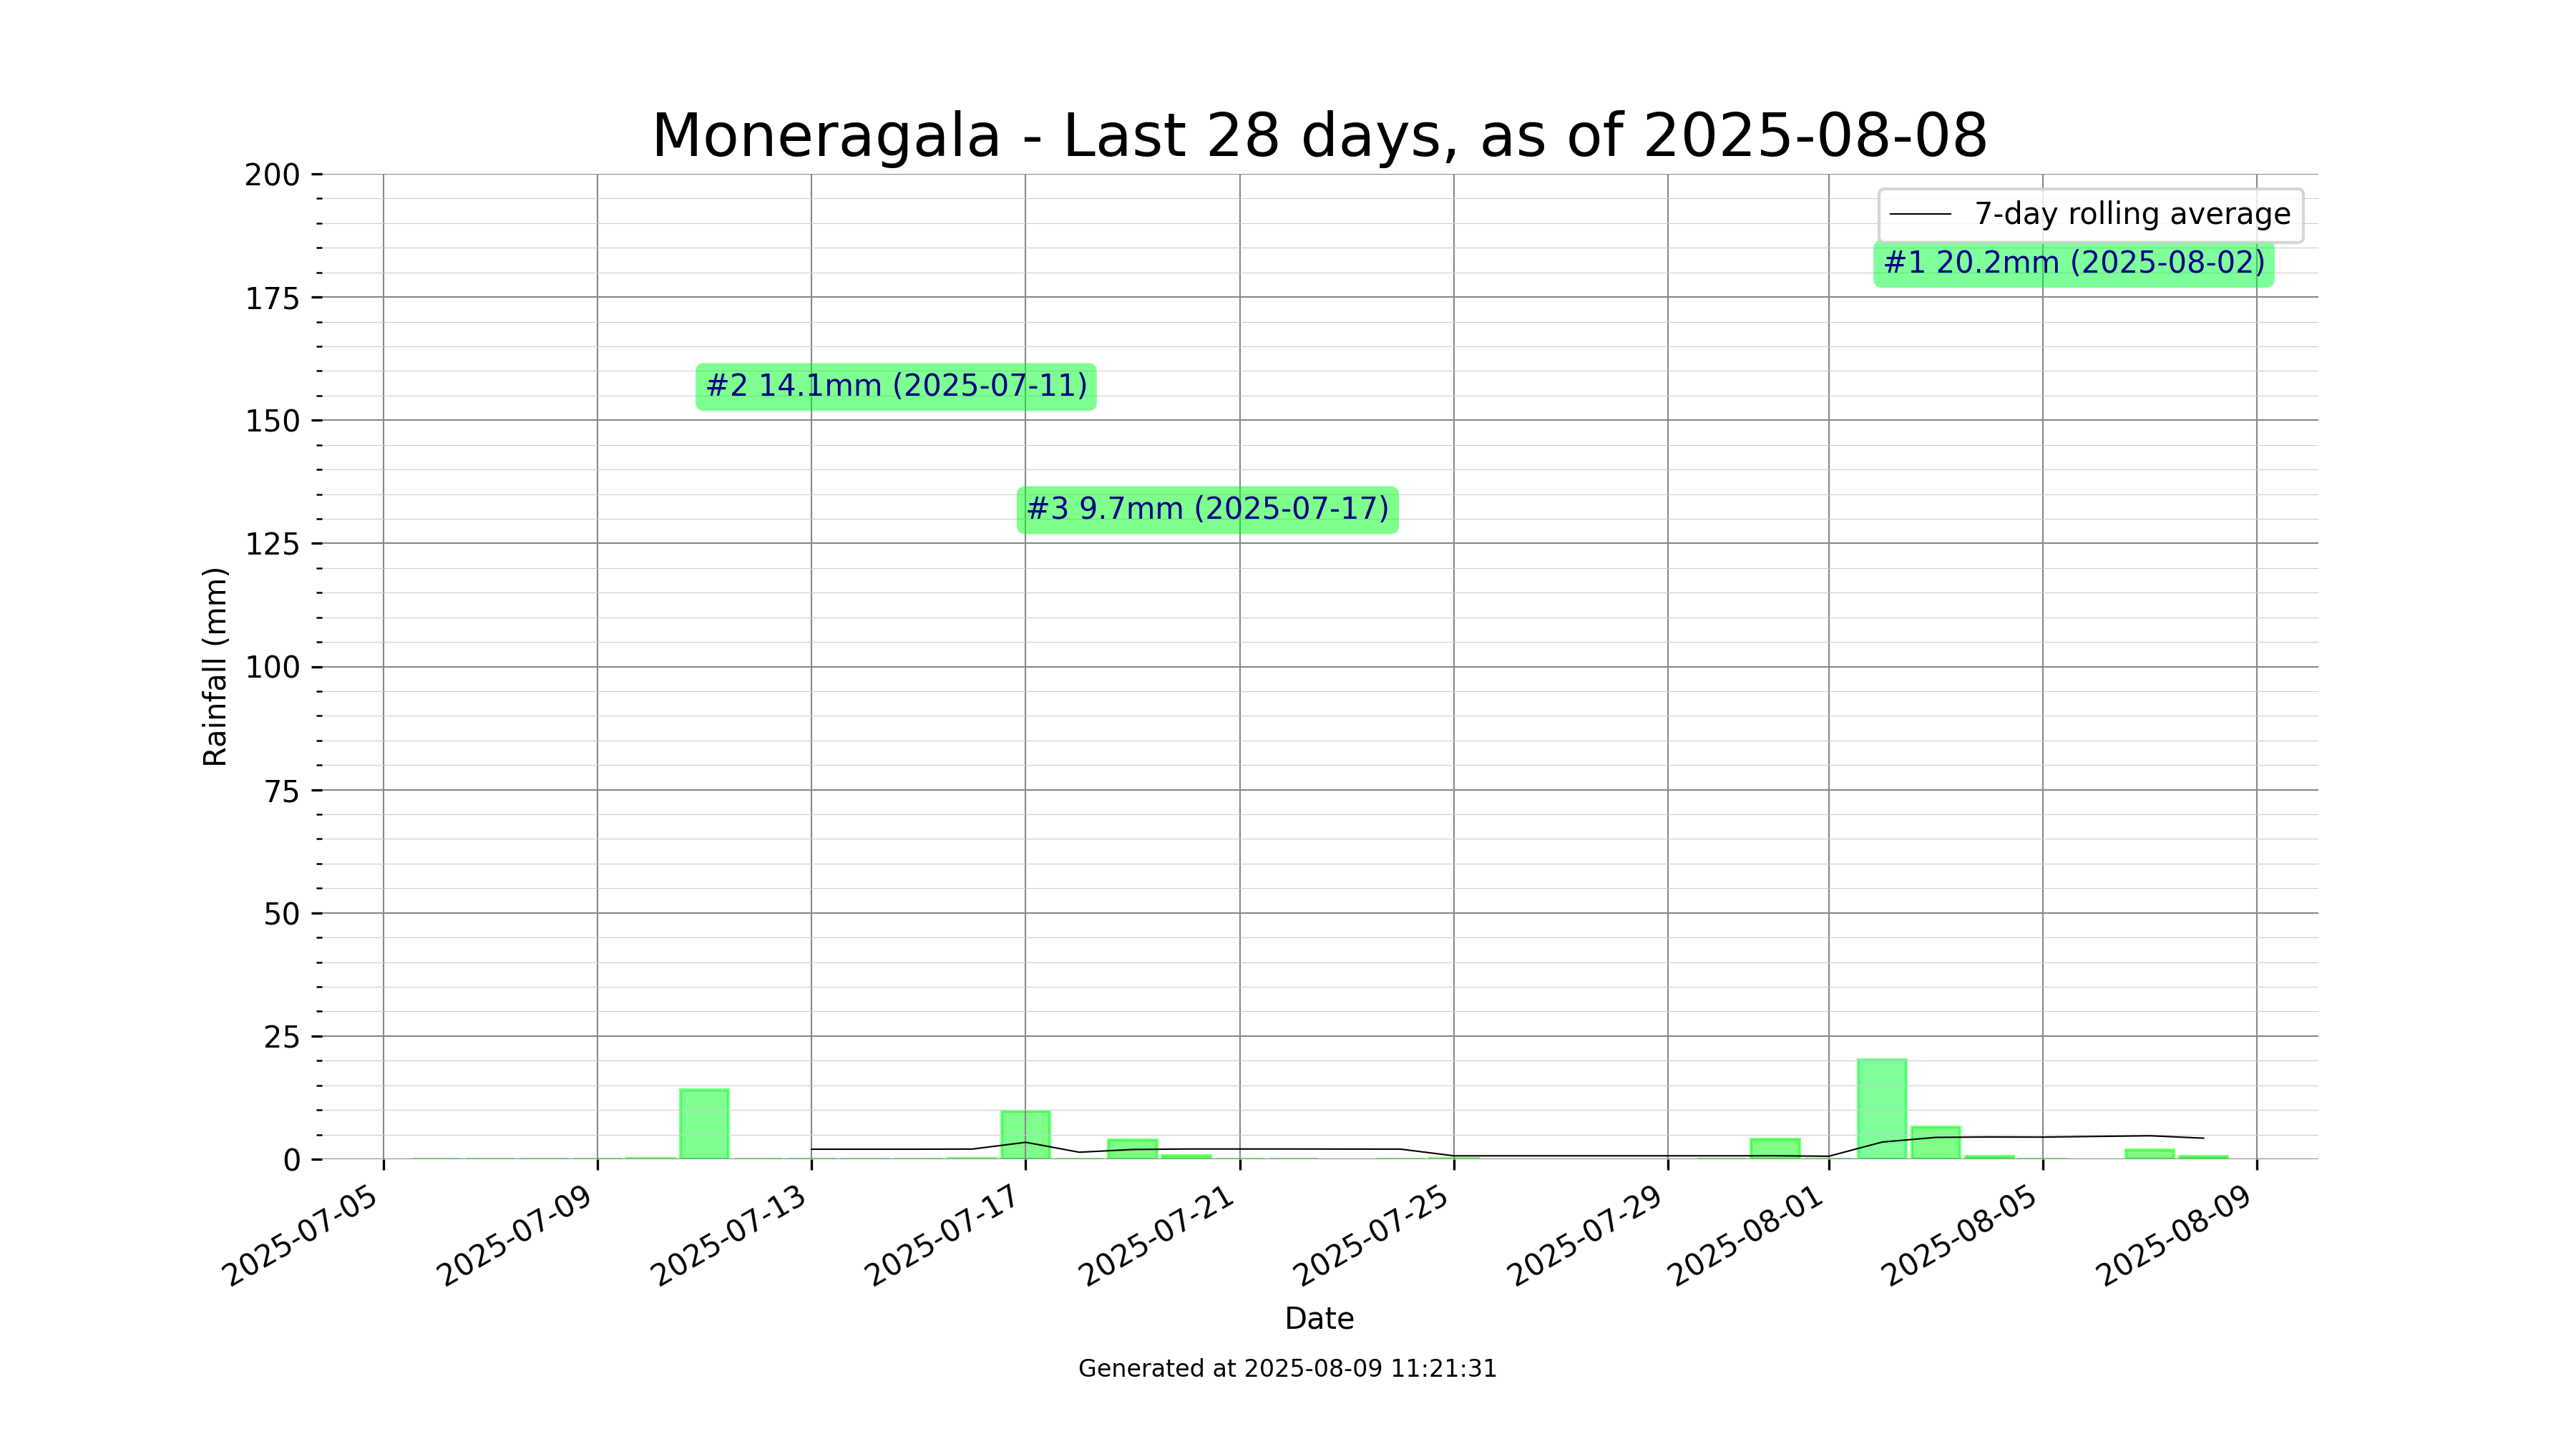 Moneragala - Last 28 days, as of 2025-08-08
200
175
150
125
100
75
50
25
0
Rainfall (mm)
7-day rolling average
#1 20.2mm (2025-08-02)
#2 14.1mm (2025-07-11)
#3 9.7mm (2025-07-17)
2025-07-05
2025-07-09
2025-07-13
2025-07-17
2025-07-21
2025-07-25
2025-07-29
2025-08-01
2025-08-05
2025-08-09
Date
Generated at 2025-08-09 11:21:31